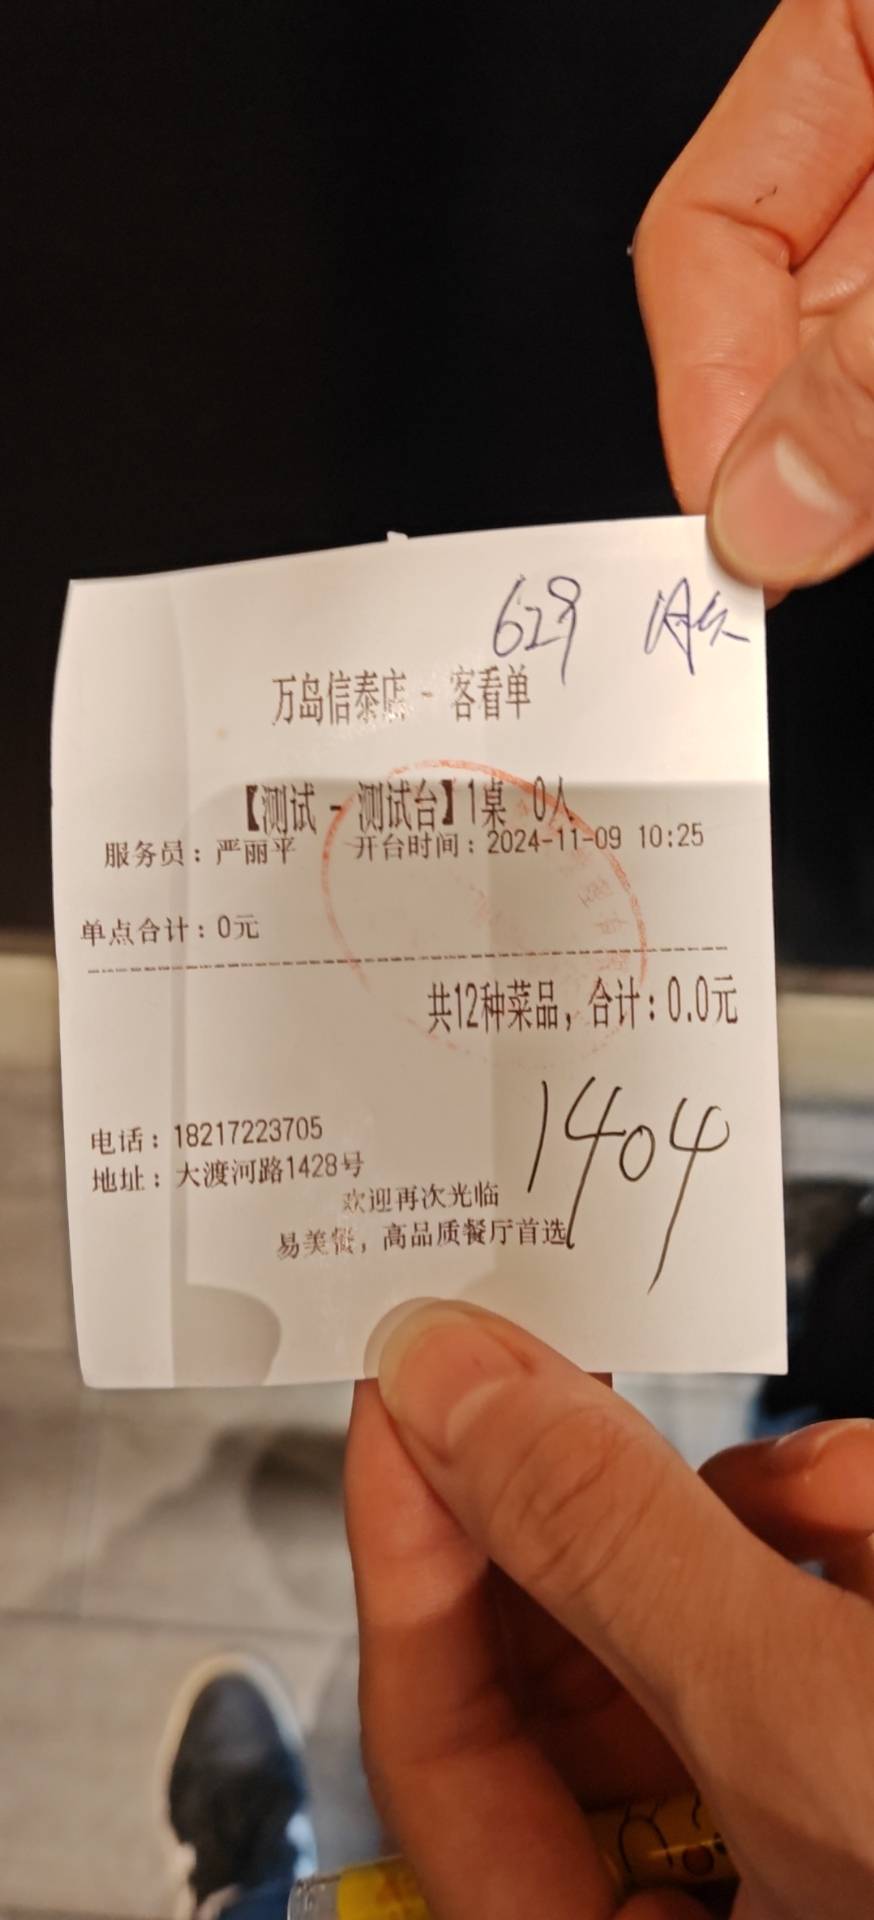 629
万岛信泰店 - 客看单
【测试 - 测试台】1桌 0人
服务员：严丽平 开台时间：2024-11-09 10:25
单点合计：0元
共12种菜品，合计：0.0元
1404
电话：18217223705
地址：大渡河路1428号
欢迎再次光临
易美餐，高品质餐厅首选